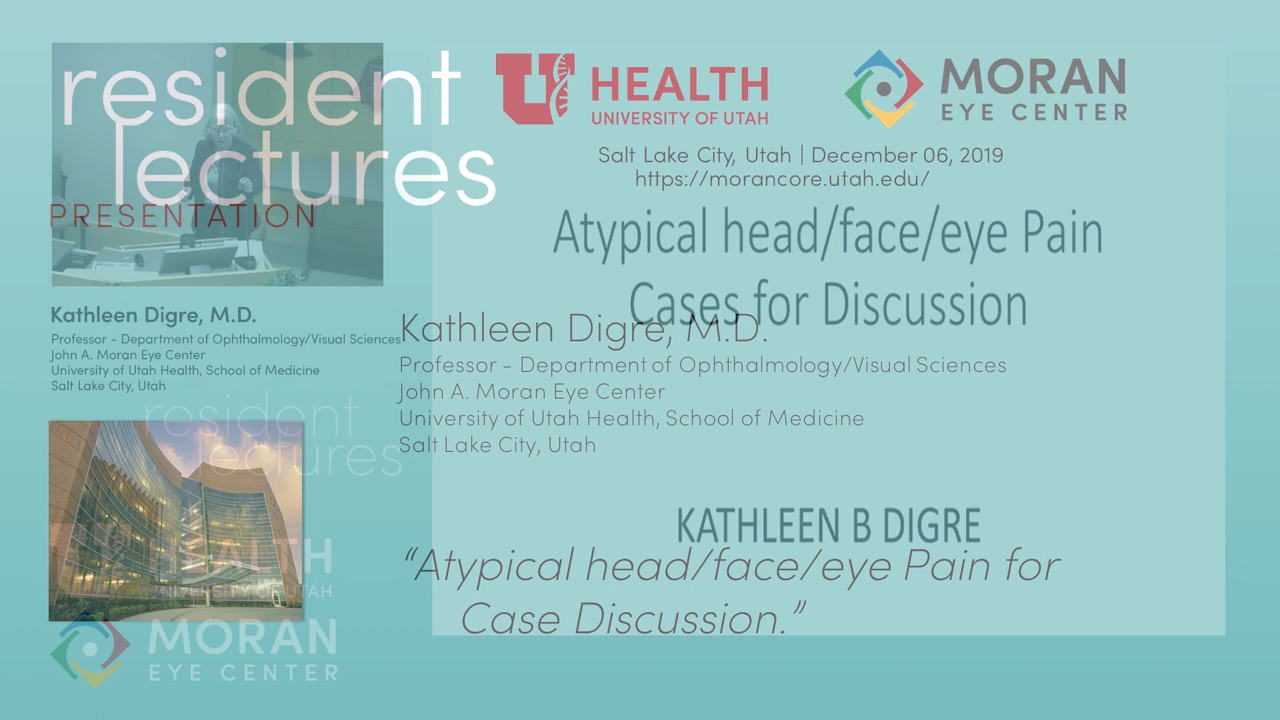 resident
lectures
PRESENTATION
Kathleen Digre, M.D.
Professor - Department of Ophthalmology/Visual Sciences
John A. Moran Eye Center
University of Utah Health, School of Medicine
Salt Lake City, Utah
resident
lectures
HEALTH
UNIVERSITY OF UTAH
MORAN
EYE CENTER
U HEALTH
UNIVERSITY OF UTAH
MORAN
EYE CENTER
Salt Lake City, Utah | December 06, 2019
https://morancore.utah.edu/
Atypical head/face/eye Pain
Cases for Discussion
Kathleen Digre, M.D.
Professor - Department of Ophthalmology/Visual Sciences
John A. Moran Eye Center
University of Utah Health, School of Medicine
Salt Lake City, Utah
KATHLEEN B DIGRE
“Atypical head/face/eye Pain for
Case Discussion.”